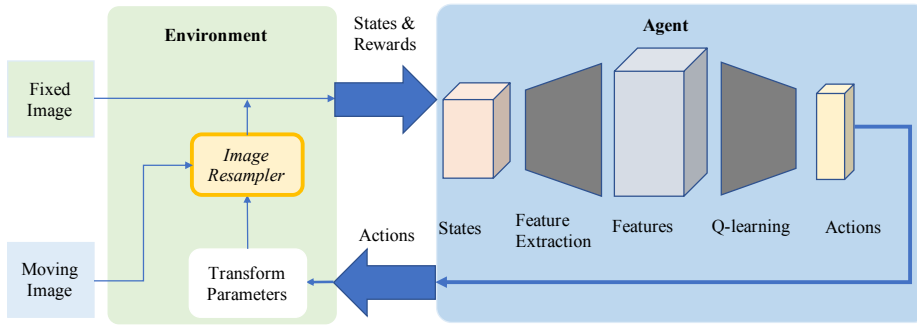 Environment
States &
Rewards
Agent
Fixed
Image
Image
Resampler
States
Feature
Extraction
Features
Q-learning
Actions
Actions
Moving
Image
Transform
Parameters